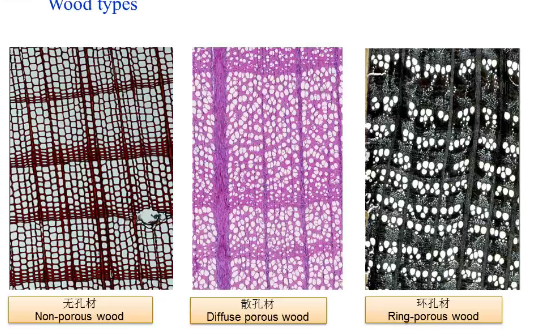 Wood types
无孔材
Non-porous wood
散孔材
Diffuse porous wood
环孔材
Ring-porous wood